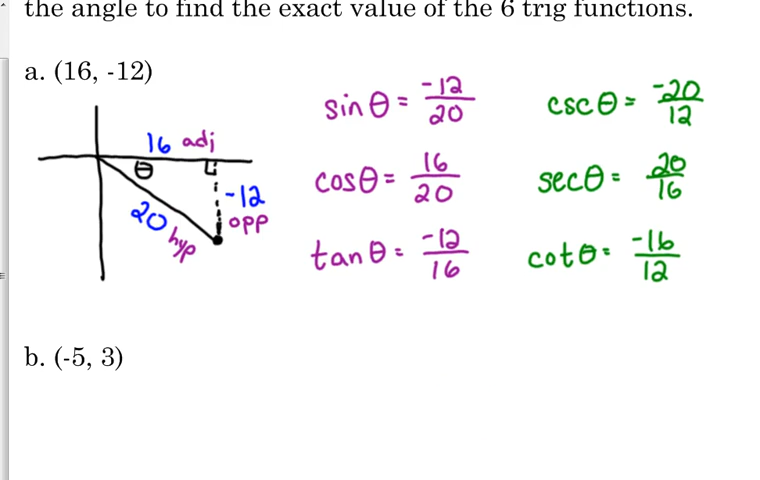 the angle to find the exact value of the 6 trig functions.
a. (16, -12)
16 adj
θ
-12
opp
20 hyp
sin θ = -12/20
csc θ = -20/12
cos θ = 16/20
sec θ = 20/16
tan θ = -12/16
cot θ = -16/12
b. (-5, 3)